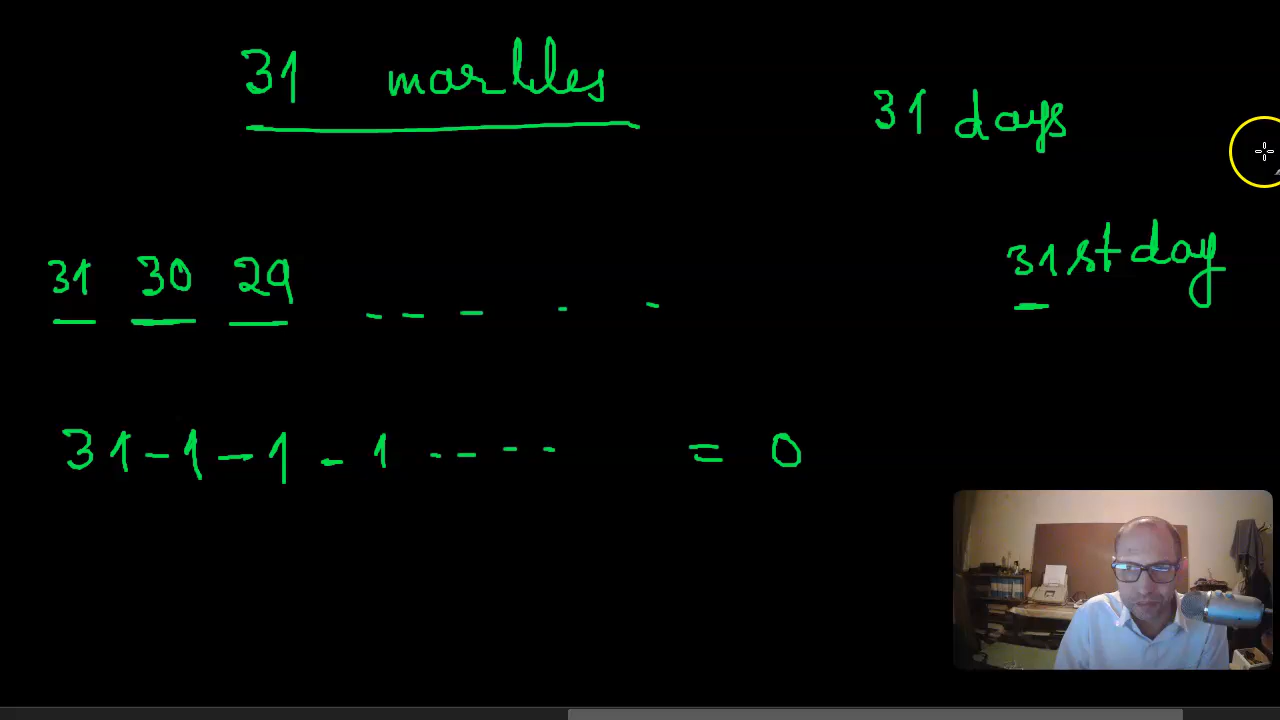 31 marbles
31 days
31st day
31 30 29 -- - - -
31 - 1 - 1 - 1 ---- = 0